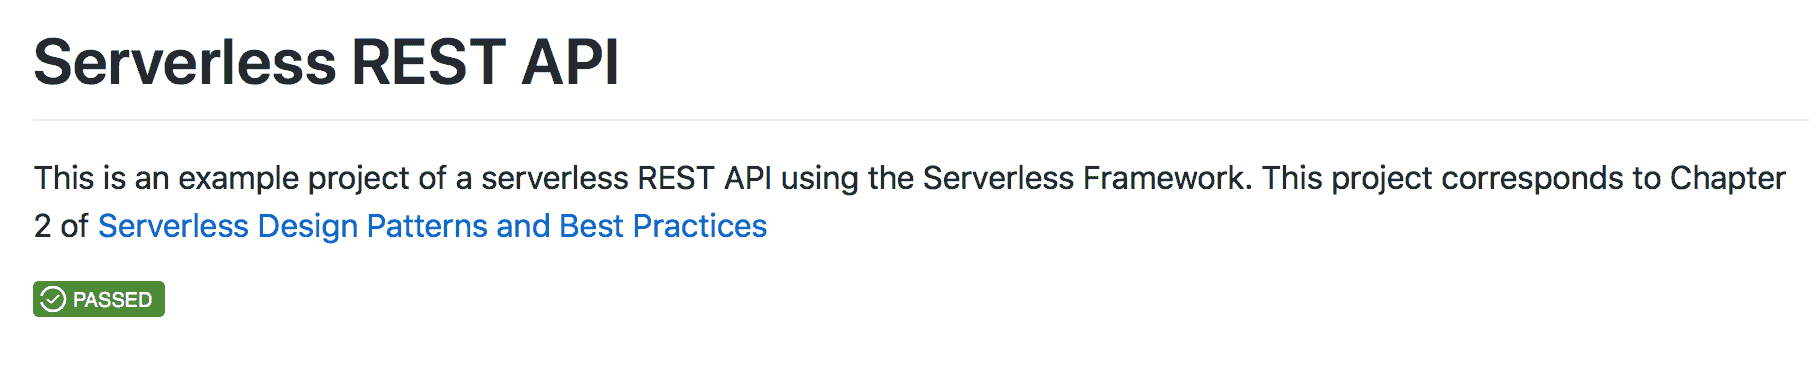 Serverless REST API
This is an example project of a serverless REST API using the Serverless Framework. This project corresponds to Chapter
2 of Serverless Design Patterns and Best Practices
PASSED